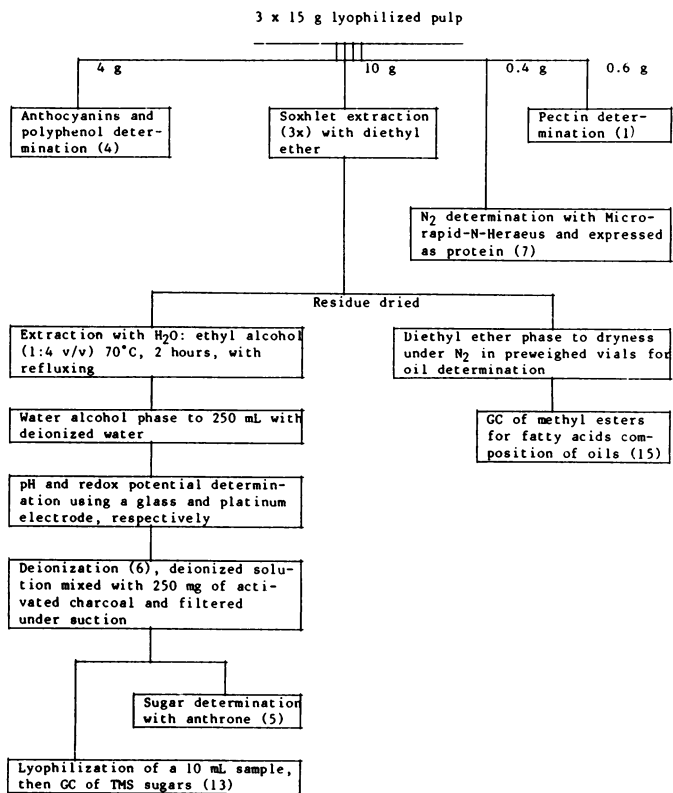 3 x 15 g lyophilized pulp
4 g
10 g
0.4 g
0.6 g
Anthocyanins and
polyphenol deter-
mination (4)
Soxhlet extraction
(3x) with diethyl
ether
Pectin deter-
mination (1)
N2 determination with Micro-
rapid-N-Heraeus and expressed
as protein (7)
Residue dried
Extraction with H2O: ethyl alcohol
(1:4 v/v) 70°C, 2 hours, with
refluxing
Diethyl ether phase to dryness
under N2 in preweighed vials for
oil determination
Water alcohol phase to 250 mL with
deionized water
GC of methyl esters
for fatty acids com-
position of oils (15)
pH and redox potential determin-
ation using a glass and platinum
electrode, respectively
Deionization (6), deionized solu-
tion mixed with 250 mg of acti-
vated charcoal and filtered
under suction
Sugar determination
with anthrone (5)
Lyophilization of a 10 mL sample,
then GC of TMS sugars (13)